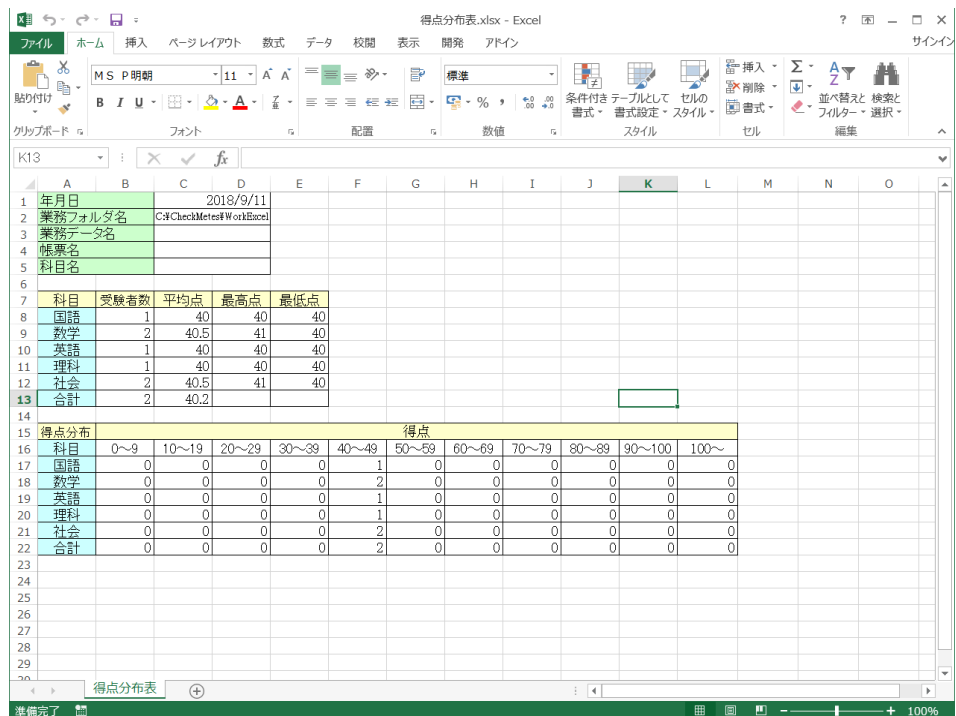 得点分布表.xlsx - Excel
ファイル ホーム 挿入 ページ レイアウト 数式 データ 校閲 表示 開発 アドイン サインイン
貼り付け
MS P明朝 11
B I U A
標準
% ,
条件付き書式 テーブルとして書式設定 セルのスタイル
挿入
削除
書式
並べ替えとフィルター 検索と選択
クリップボード フォント 配置 数値 スタイル セル 編集
K13 fx
A B C D E F G H I J K L M N O
1 年月日 2018/9/11
2 業務フォルダ名 C:¥CheckMetes¥WorkExcel
3 業務データ名
4 帳票名
5 科目名
6
7 科目 受験者数 平均点 最高点 最低点
8 国語 1 40 40 40
9 数学 2 40.5 41 40
10 英語 1 40 40 40
11 理科 1 40 40 40
12 社会 2 40.5 41 40
13 合計 2 40.2
14
15 得点分布 得点
16 科目 0～9 10～19 20～29 30～39 40～49 50～59 60～69 70～79 80～89 90～100 100～
17 国語 0 0 0 0 1 0 0 0 0 0 0
18 数学 0 0 0 0 2 0 0 0 0 0 0
19 英語 0 0 0 0 1 0 0 0 0 0 0
20 理科 0 0 0 0 1 0 0 0 0 0 0
21 社会 0 0 0 0 2 0 0 0 0 0 0
22 合計 0 0 0 0 2 0 0 0 0 0 0
23
24
25
26
27
28
29
得点分布表
準備完了 100%